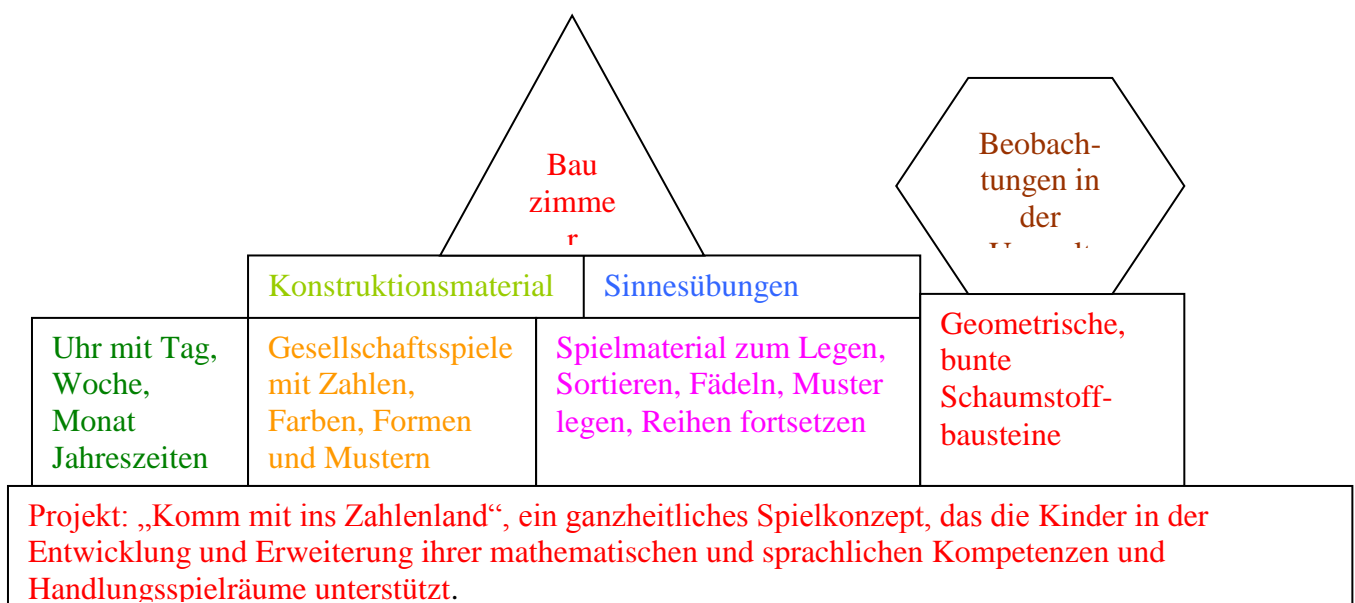 Bau
zimme
r
Beobach-
tungen in
der
Konstruktionsmaterial
Sinnesübungen
Uhr mit Tag,
Woche,
Monat
Jahreszeiten
Gesellschaftsspiele
mit Zahlen,
Farben, Formen
und Mustern
Spielmaterial zum Legen,
Sortieren, Fädeln, Muster
legen, Reihen fortsetzen
Geometrische,
bunte
Schaumstoff-
bausteine
Projekt: „Komm mit ins Zahlenland“, ein ganzheitliches Spielkonzept, das die Kinder in der
Entwicklung und Erweiterung ihrer mathematischen und sprachlichen Kompetenzen und
Handlungsspielräume unterstützt.